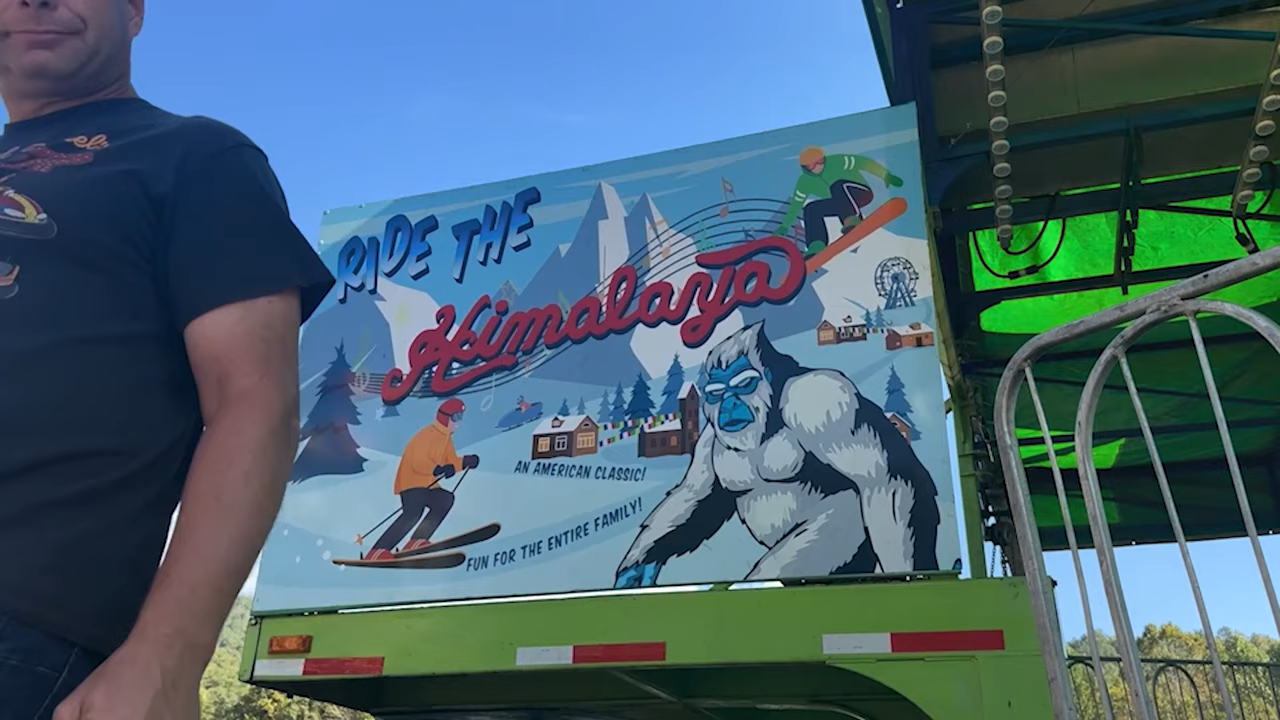 RIDE THE
Himalaya
AN AMERICAN CLASSIC!
FUN FOR THE ENTIRE FAMILY!